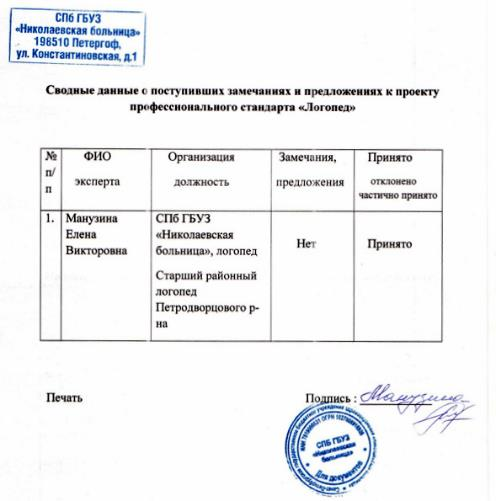 СПб ГБУЗ
«Николаевская больница»
198510 Петергоф,
ул. Константиновская, д.1
Сводные данные о поступивших замечаниях и предложениях к проекту
профессионального стандарта «Логопед»
№ п/п
ФИО
эксперта
Организация
должность
Замечания,
предложения
Принято
отклонено
частично принято
1.
Манузина
Елена
Викторовна
СПб ГБУЗ
«Николаевская
больница», логопед
Старший районный
логопед
Петродворцового р-
на
Нет
Принято
Печать
Подпись : Манузина
СПб ГБУЗ
«Николаевская
больница»
Для документов